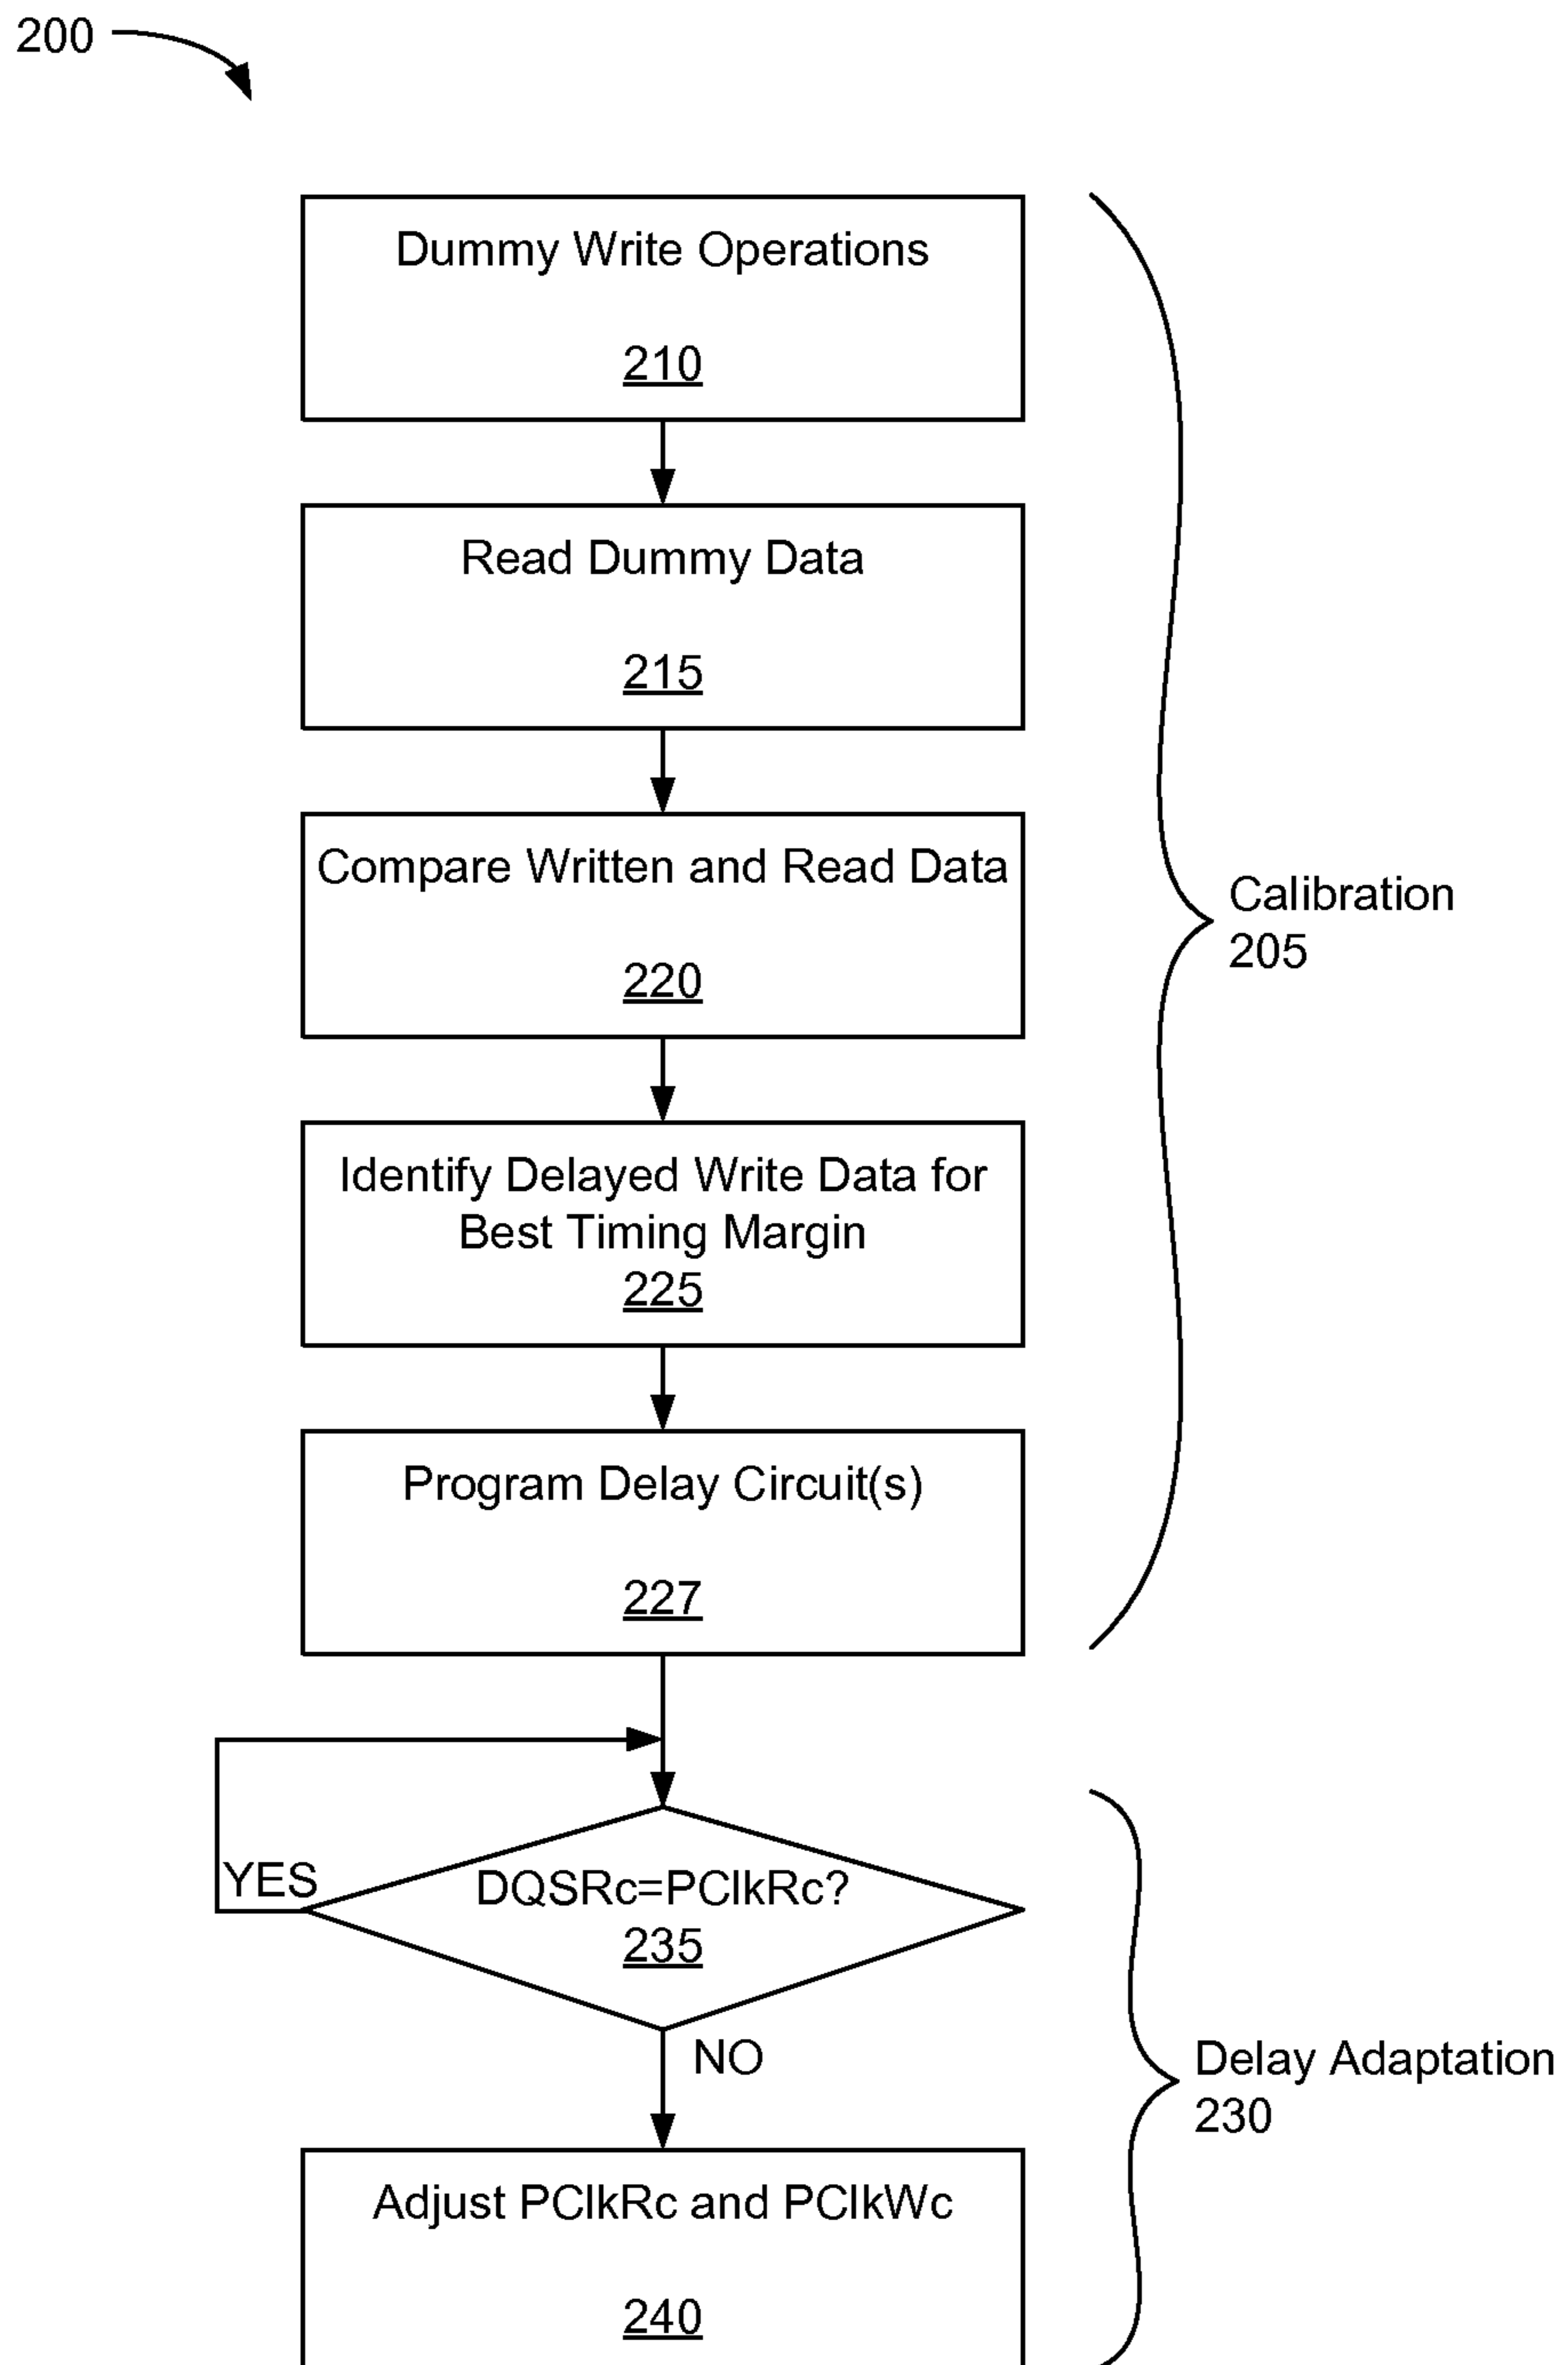 200
Dummy Write Operations
210
Read Dummy Data
215
Compare Written and Read Data
220
Calibration
205
Identify Delayed Write Data for
Best Timing Margin
225
Program Delay Circuit(s)
227
YES
DQSRc=PClkRc?
235
NO
Delay Adaptation
230
Adjust PClkRc and PClkWc
240